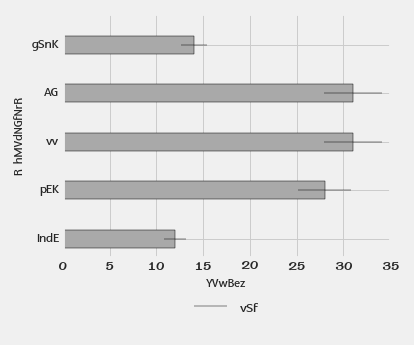 gSnK
AG
vv
pEK
IndE
R hMVdNGfNrR
0 5 10 15 20 25 30 35
YVwBez
vSf